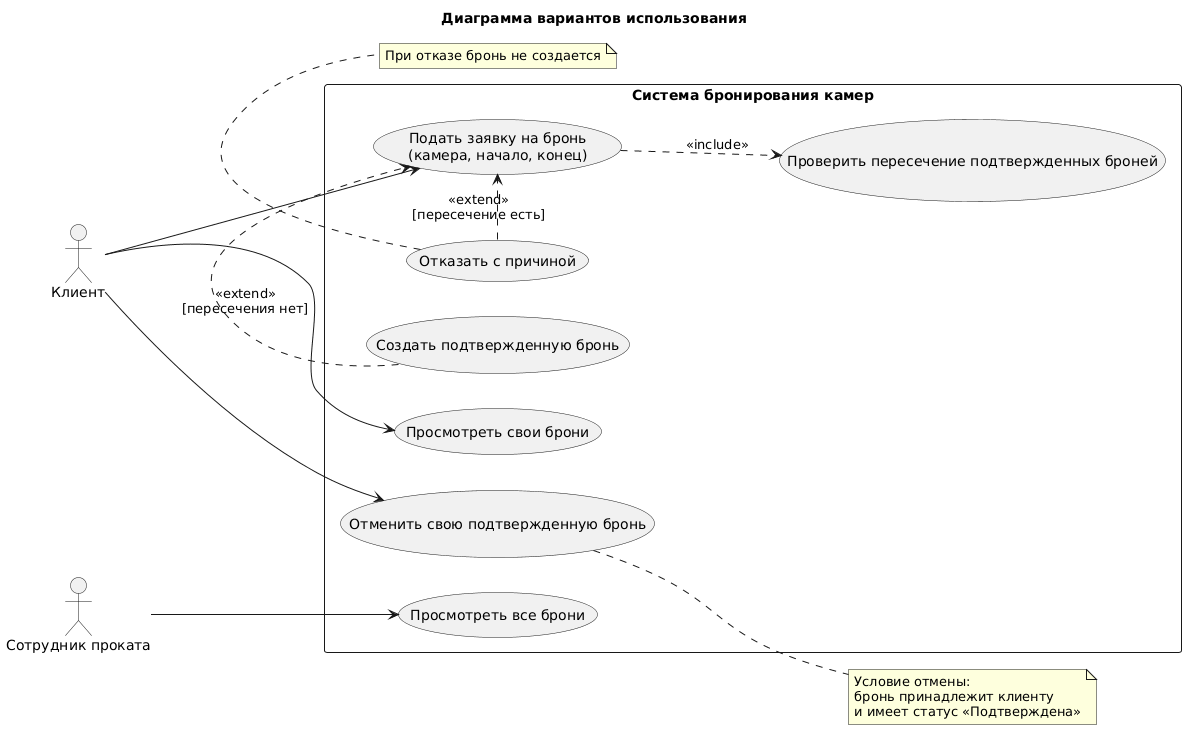 Диаграмма вариантов использования
При отказе бронь не создается
Система бронирования камер
Подать заявку на бронь
(камера, начало, конец)
«include»
Проверить пересечение подтвержденных броней
«extend»
[пересечение есть]
Отказать с причиной
Клиент
«extend»
[пересечения нет]
Создать подтвержденную бронь
Просмотреть свои брони
Отменить свою подтвержденную бронь
Просмотреть все брони
Сотрудник проката
Условие отмены:
бронь принадлежит клиенту
и имеет статус «Подтверждена»